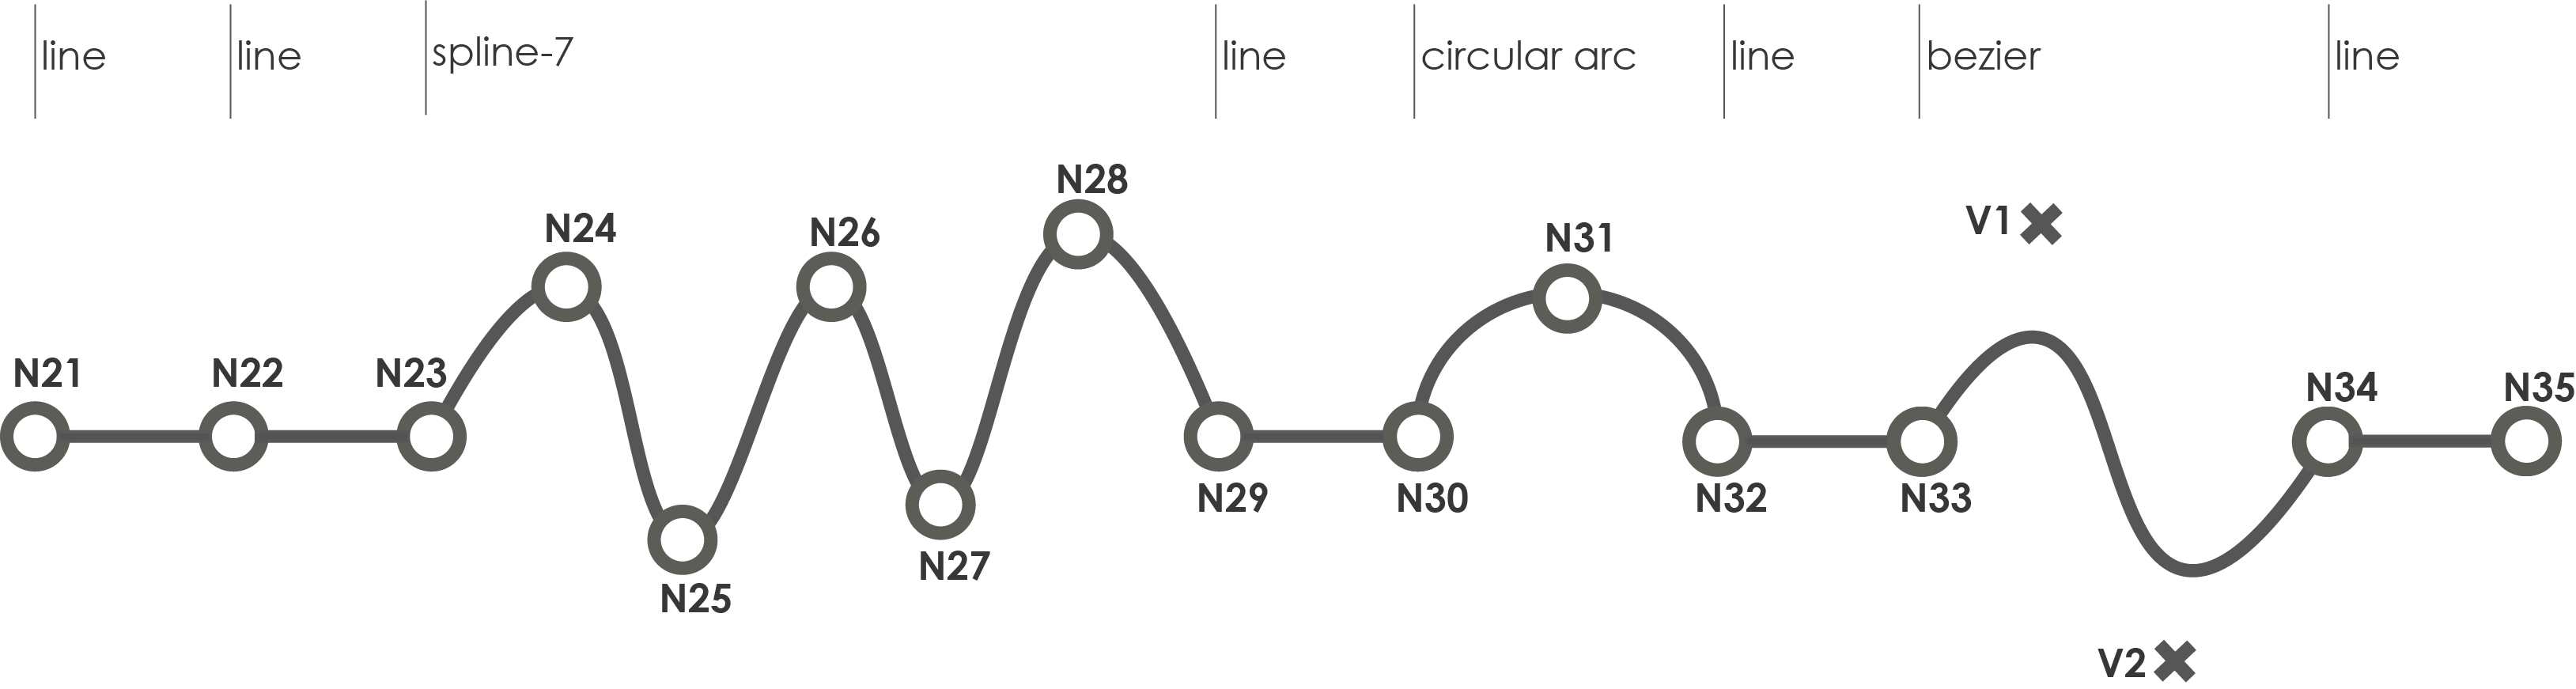 line
line
spline-7
line
circular arc
line
bezier
line
N28
N24
N26
N31
V1
N21
N22
N23
N34
N35
N29
N30
N32
N33
N27
N25
V2